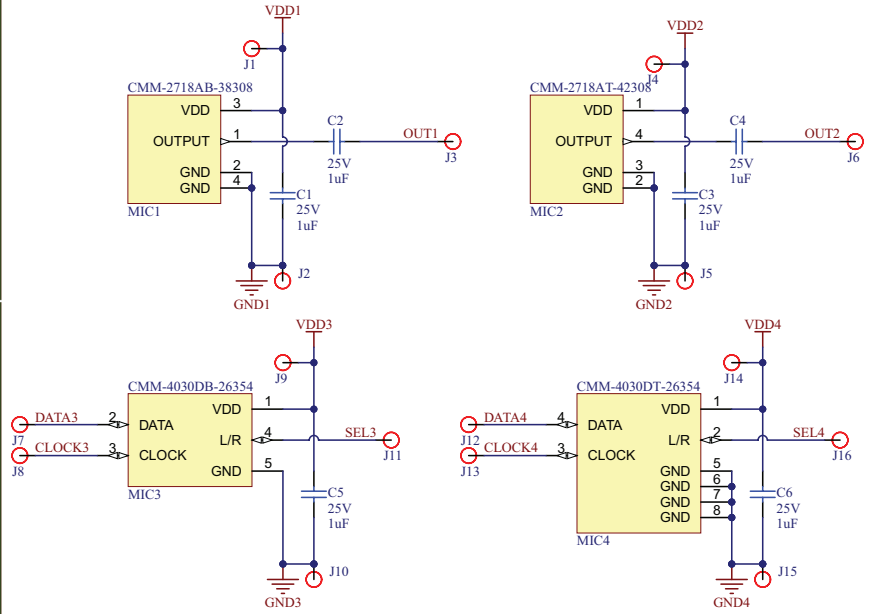 VDD1
J1
CMM-2718AB-38308
VDD 3
OUTPUT 1
C2
25V
1uF
OUT1
J3
GND 2
GND 4
MIC1
C1
25V
1uF
J2
GND1
VDD2
J4
CMM-2718AT-42308
VDD 1
OUTPUT 4
C4
25V
1uF
OUT2
J6
GND 3
GND 2
MIC2
C3
25V
1uF
J5
GND2
VDD3
J9
CMM-4030DB-26354
VDD 1
DATA3 2 DATA
J7
L/R 4 SEL3
J11
CLOCK3 3 CLOCK
J8
GND 5
MIC3
C5
25V
1uF
J10
GND3
VDD4
J14
CMM-4030DT-26354
VDD 1
DATA4 4 DATA
J12
L/R 2 SEL4
J16
CLOCK4 3 CLOCK
J13
GND 5
GND 6
GND 7
GND 8
MIC4
C6
25V
1uF
J15
GND4